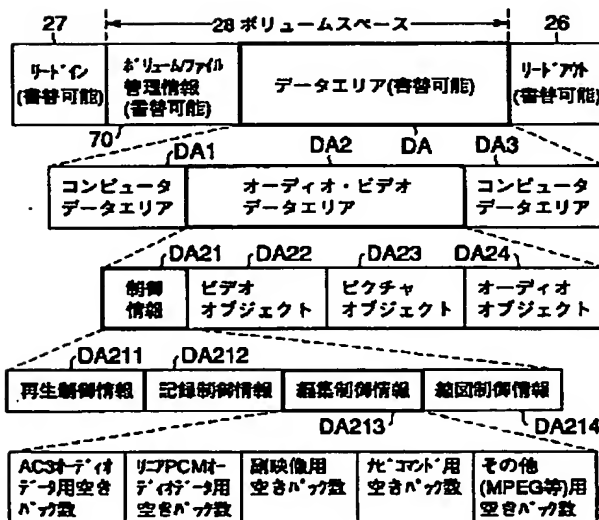 27
28 ボリュームスペース
26
リードイン
(書替可能)
ボリューム/ファイル
管理情報
(書替可能)
データエリア(書替可能)
リードアウト
(書替可能)
70
DA
DA1
DA2
DA3
コンピュータ
データエリア
オーディオ・ビデオ
データエリア
コンピュータ
データエリア
DA21
DA22
DA23
DA24
制御
情報
ビデオ
オブジェクト
ピクチャ
オブジェクト
オーディオ
オブジェクト
DA211
DA212
再生制御情報
記録制御情報
編集制御情報
縮図制御情報
DA213
DA214
AC3オーディオ
データ用空き
パック数
リニアPCMオー
ディオデータ用
空きパック数
副映像用
空きパック数
ナビコマンド用
空きパック数
その他
(MPEG等)用
空きパック数